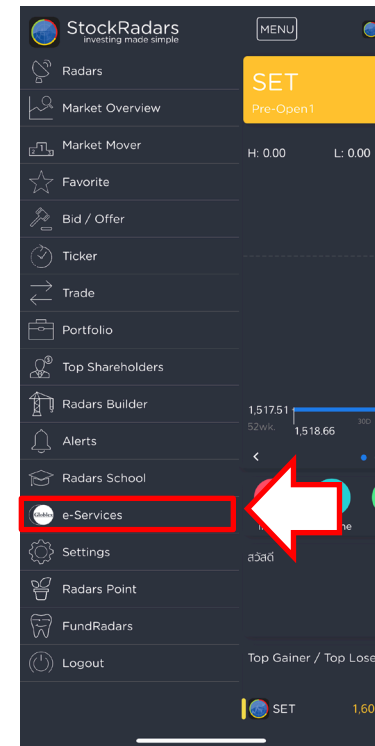 StockRadars
investing made simple
Radars
Market Overview
Market Mover
Favorite
Bid / Offer
Ticker
Trade
Portfolio
Top Shareholders
Radars Builder
Alerts
Radars School
Globlex
e-Services
Settings
Radars Point
FundRadars
Logout
MENU
SET
Pre-Open1
H: 0.00 L: 0.00
1,517.51
52wk. 1,518.66 30D
สวัสดี
Top Gainer / Top Lose
SET 1,60